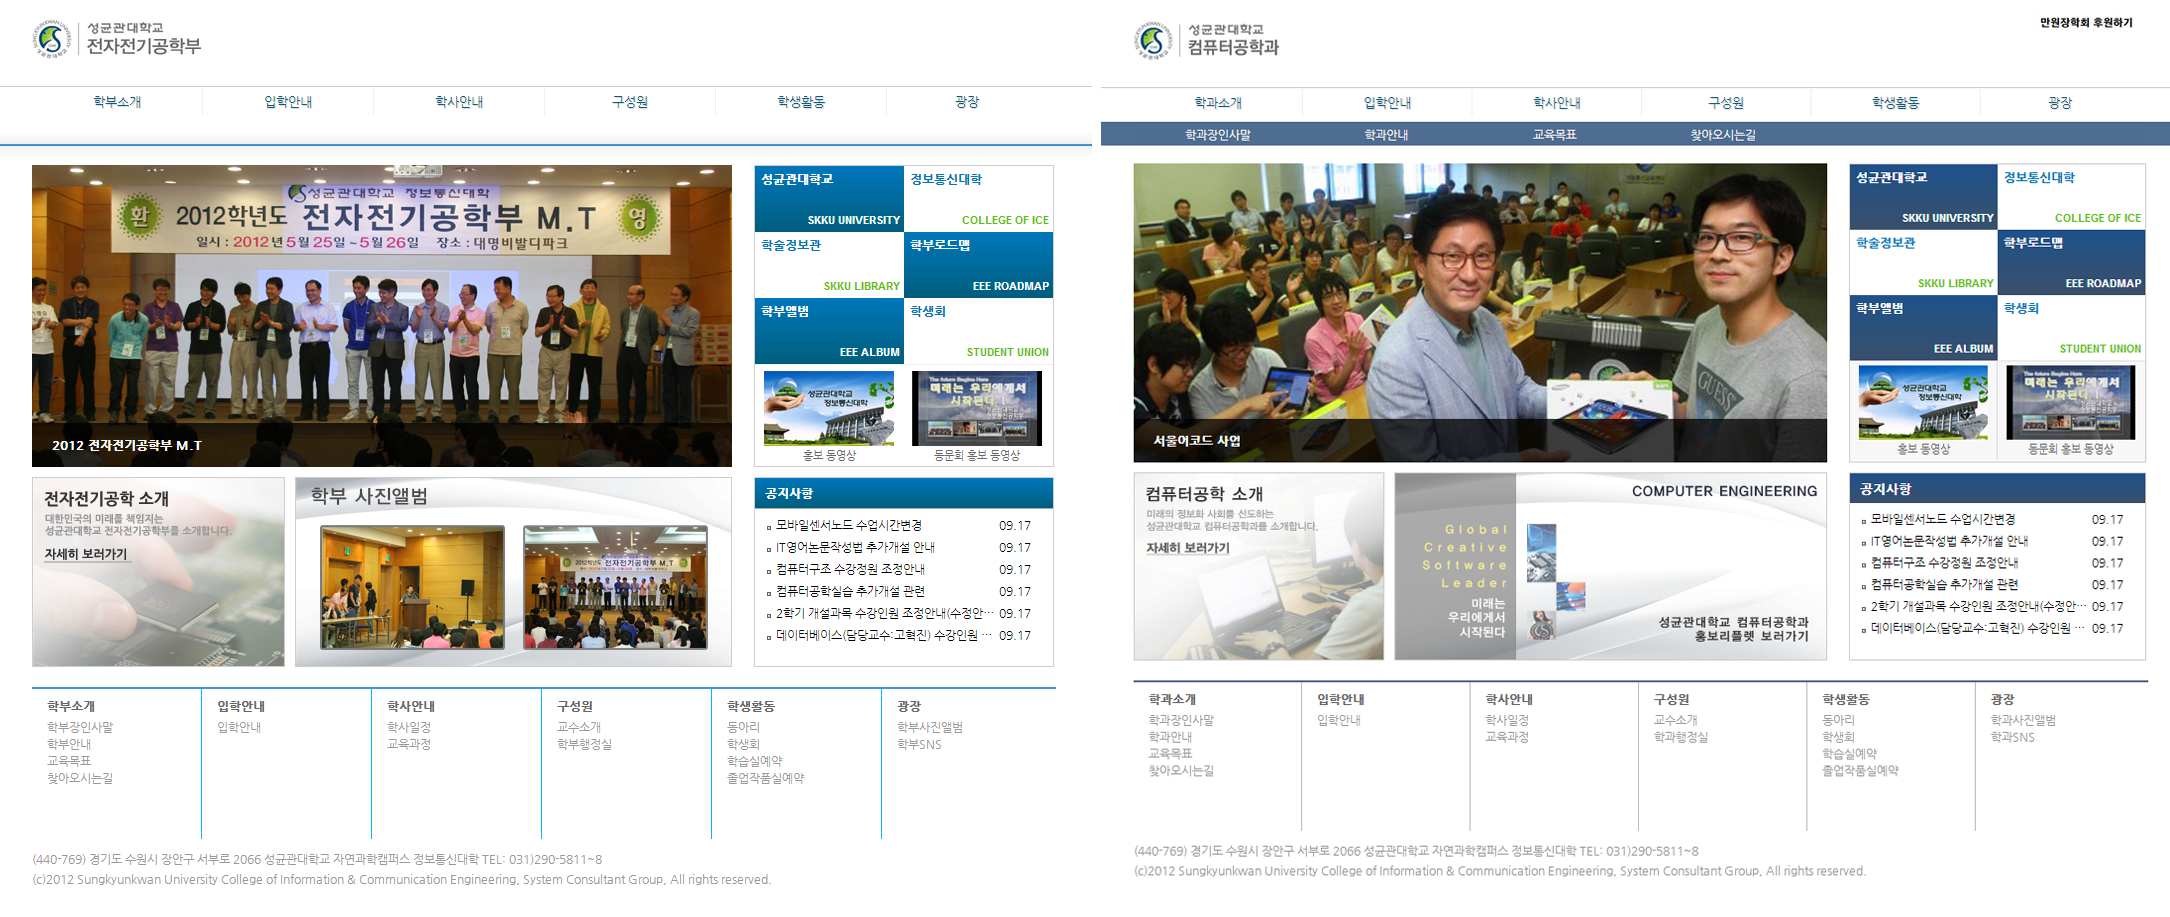 성균관대학교
전자전기공학부
학부소개 입학안내 학사안내 구성원 학생활동 광장
성균관대학교 정보통신대학
환 2012학년도 전자전기공학부 M.T 영
일시 : 2012년 5월 25일 ~ 5월 26일 장소 : 대명비발디파크
2012 전자전기공학부 M.T
성균관대학교
SKKU UNIVERSITY
정보통신대학
COLLEGE OF ICE
학술정보관
SKKU LIBRARY
학부로드맵
EEE ROADMAP
학부앨범
EEE ALBUM
학생회
STUDENT UNION
성균관대학교
정보통신대학
홍보 동영상
The future Begins Here
미래는 우리에게서
시작된다 !
동문회 홍보 동영상
전자전기공학 소개
대한민국의 미래를 책임지는
성균관대학교 전자전기공학부를 소개합니다.
자세히 보러가기
학부 사진앨범
2012학년도 전자전기공학부 M.T
공지사항
모바일센서노드 수업시간변경 09.17
IT영어논문작성법 추가개설 안내 09.17
컴퓨터구조 수강정원 조정안내 09.17
컴퓨터공학실습 추가개설 관련 09.17
2학기 개설과목 수강인원 조정안내(수정안… 09.17
데이터베이스(담당교수:고혁진) 수강인원 … 09.17
학부소개
학부장인사말
학부안내
교육목표
찾아오시는길
입학안내
입학안내
학사안내
학사일정
교육과정
구성원
교수소개
학부행정실
학생활동
동아리
학생회
학습실예약
졸업작품실예약
광장
학부사진앨범
학부SNS
(440-769) 경기도 수원시 장안구 서부로 2066 성균관대학교 자연과학캠퍼스 정보통신대학 TEL: 031)290-5811~8
(c)2012 Sungkyunkwan University College of Information & Communication Engineering, System Consultant Group, All rights reserved.
성균관대학교
컴퓨터공학과
만원장학회 후원하기
학과소개 입학안내 학사안내 구성원 학생활동 광장
학과장인사말 학과안내 교육목표 찾아오시는길
GUESS
서울어코드 사업
성균관대학교
SKKU UNIVERSITY
정보통신대학
COLLEGE OF ICE
학술정보관
SKKU LIBRARY
학부로드맵
EEE ROADMAP
학부앨범
EEE ALBUM
학생회
STUDENT UNION
성균관대학교
정보통신대학
홍보 동영상
The future Begins Here
미래는 우리에게서
시작된다 !
동문회 홍보 동영상
컴퓨터공학 소개
미래의 정보화 사회를 선도하는
성균관대학교 컴퓨터공학과를 소개합니다.
자세히 보러가기
COMPUTER ENGINEERING
Global
Creative
Software
Leader
미래는
우리에게서
시작된다
성균관대학교 컴퓨터공학과
홍보리플렛 보러가기
공지사항
모바일센서노드 수업시간변경 09.17
IT영어논문작성법 추가개설 안내 09.17
컴퓨터구조 수강정원 조정안내 09.17
컴퓨터공학실습 추가개설 관련 09.17
2학기 개설과목 수강인원 조정안내(수정안… 09.17
데이터베이스(담당교수:고혁진) 수강인원 … 09.17
학과소개
학과장인사말
학과안내
교육목표
찾아오시는길
입학안내
입학안내
학사안내
학사일정
교육과정
구성원
교수소개
학과행정실
학생활동
동아리
학생회
학습실예약
졸업작품실예약
광장
학과사진앨범
학과SNS
(440-769) 경기도 수원시 장안구 서부로 2066 성균관대학교 자연과학캠퍼스 정보통신대학 TEL: 031)290-5811~8
(c)2012 Sungkyunkwan University College of Information & Communication Engineering, System Consultant Group, All rights reserved.